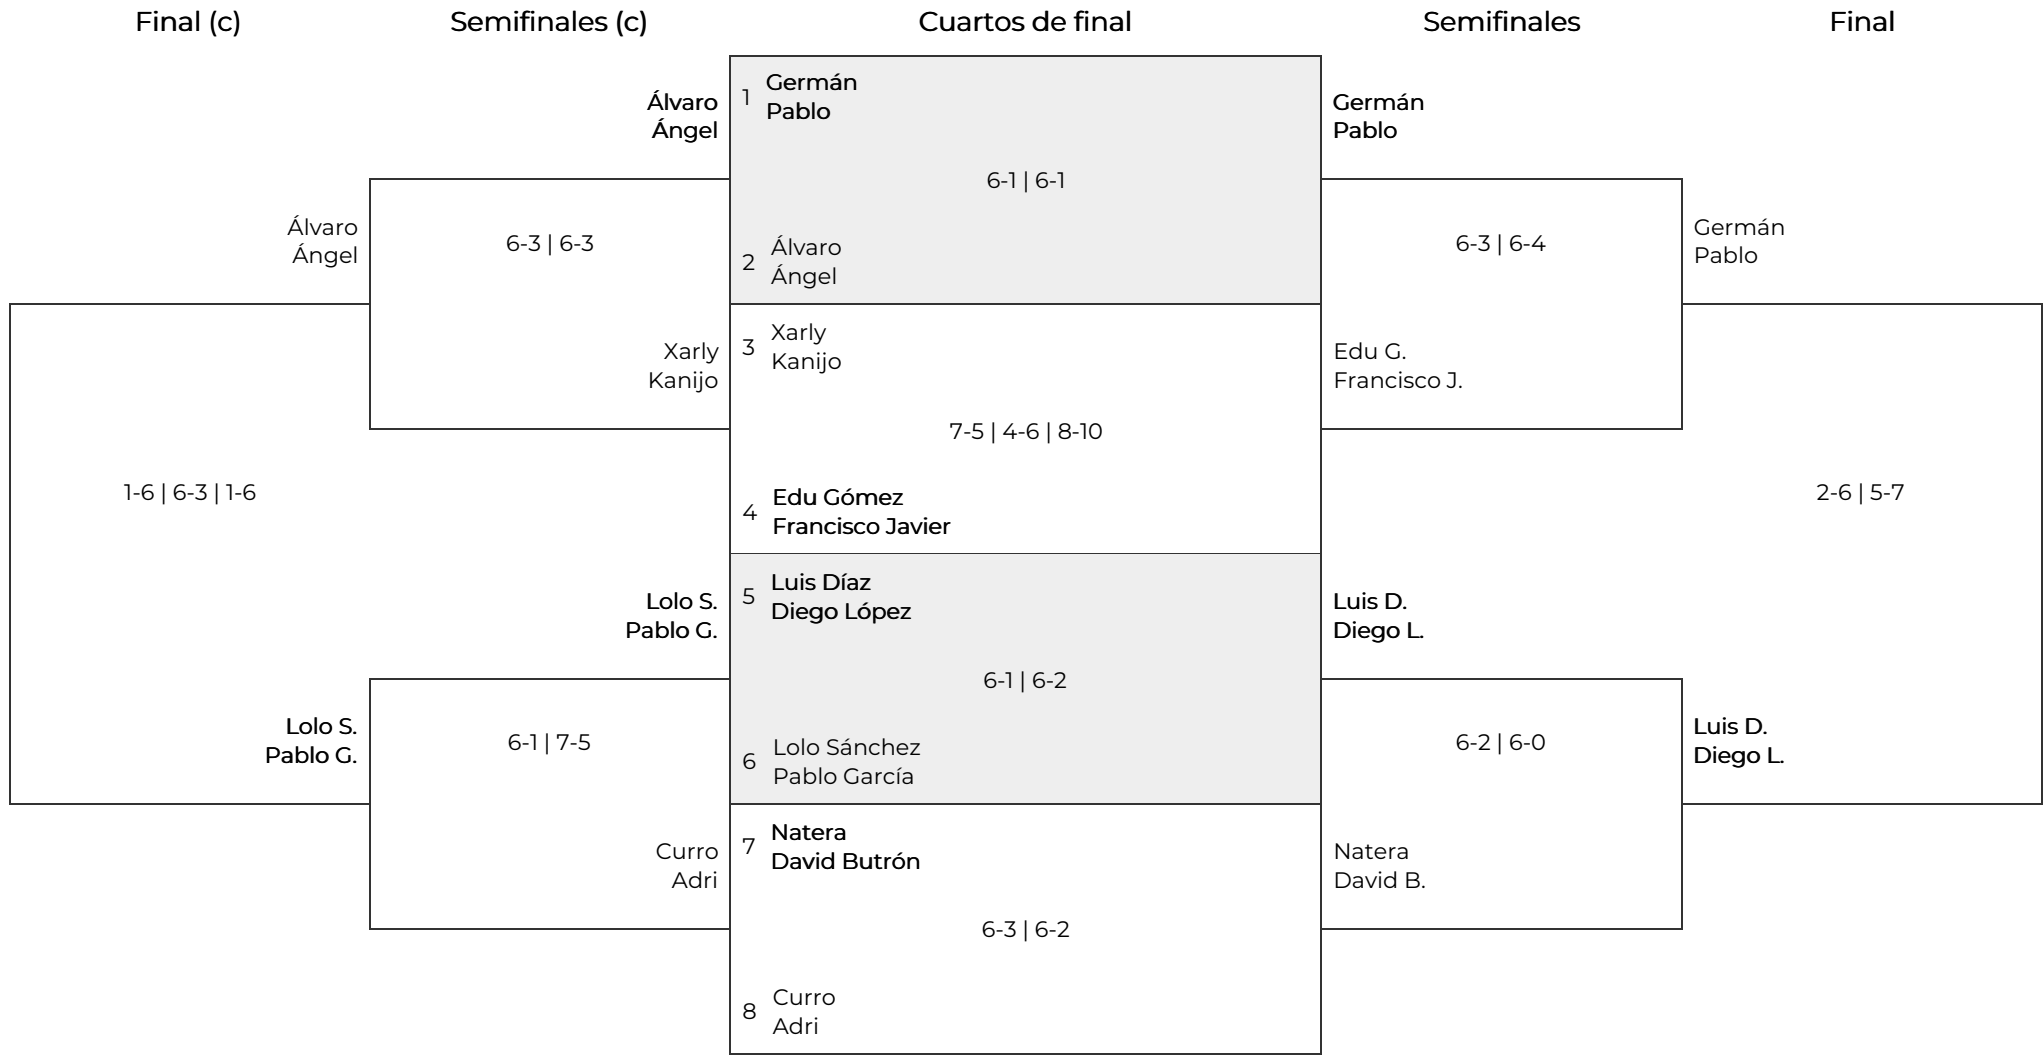 Final (c)
Semifinales (c)
Cuartos de final
Semifinales
Final
Álvaro
Ángel
6-3 | 6-3
Xarly
Kanijo
Álvaro
Ángel
1-6 | 6-3 | 1-6
Lolo S.
Pablo G.
Lolo S.
Pablo G.
6-1 | 7-5
Curro
Adri
1 Germán
Pablo
6-1 | 6-1
2 Álvaro
Ángel
3 Xarly
Kanijo
7-5 | 4-6 | 8-10
4 Edu Gómez
Francisco Javier
5 Luis Díaz
Diego López
6-1 | 6-2
6 Lolo Sánchez
Pablo García
7 Natera
David Butrón
6-3 | 6-2
8 Curro
Adri
Germán
Pablo
6-3 | 6-4
Edu G.
Francisco J.
Luis D.
Diego L.
6-2 | 6-0
Natera
David B.
Germán
Pablo
2-6 | 5-7
Luis D.
Diego L.